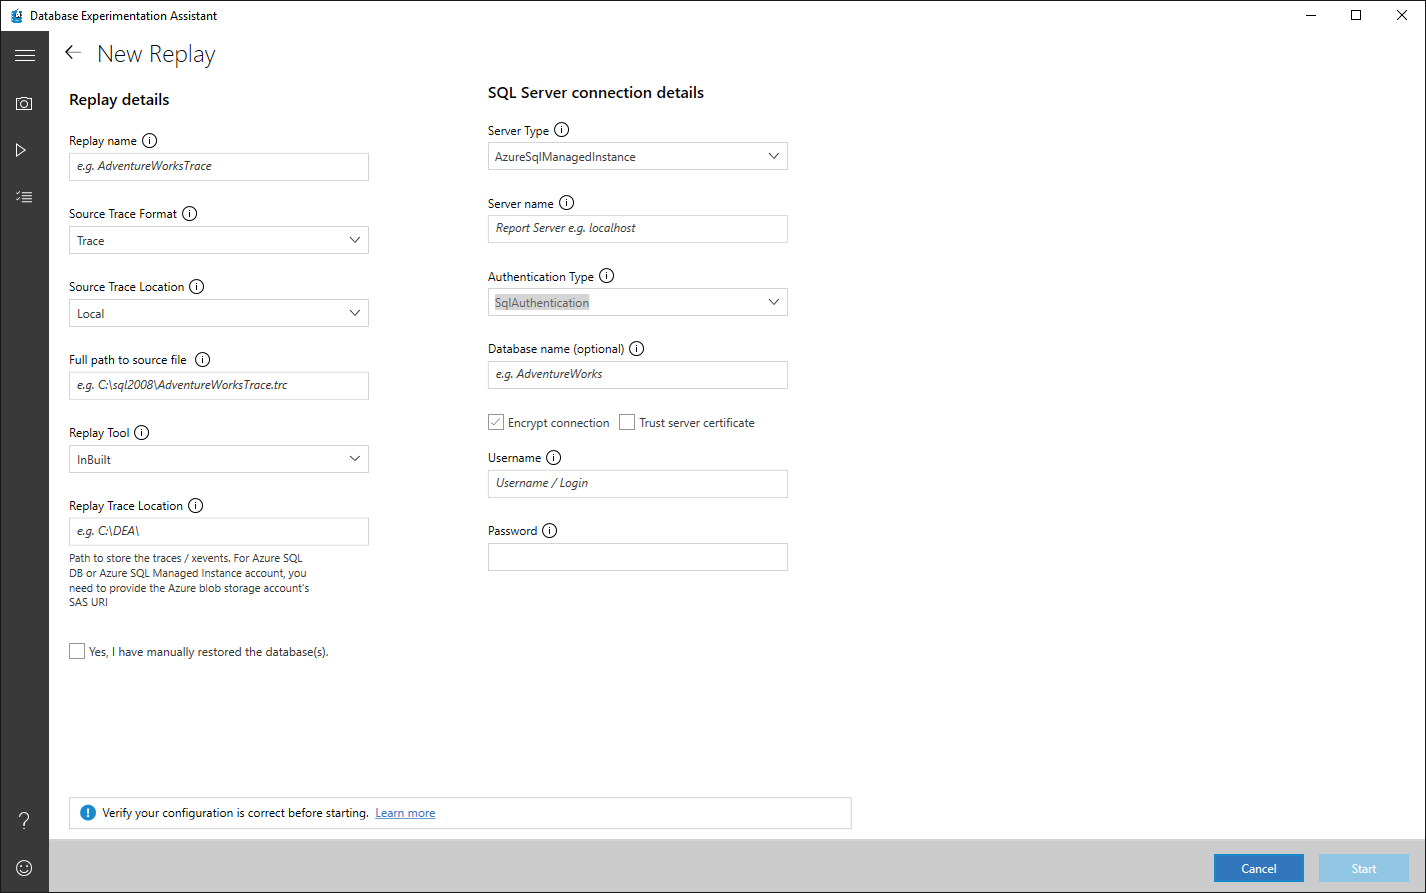 Database Experimentation Assistant
New Replay
Replay details
Replay name
e.g. AdventureWorksTrace
Source Trace Format
Trace
Source Trace Location
Local
Full path to source file
e.g. C:\sql2008\AdventureWorksTrace.trc
Replay Tool
InBuilt
Replay Trace Location
e.g. C:\DEA\
Path to store the traces / xevents. For Azure SQL
DB or Azure SQL Managed Instance account, you
need to provide the Azure blob storage account's
SAS URI
Yes, I have manually restored the database(s).
SQL Server connection details
Server Type
AzureSqlManagedInstance
Server name
Report Server e.g. localhost
Authentication Type
SqlAuthentication
Database name (optional)
e.g. AdventureWorks
Encrypt connection Trust server certificate
Username
Username / Login
Password
Verify your configuration is correct before starting. Learn more
Cancel Start